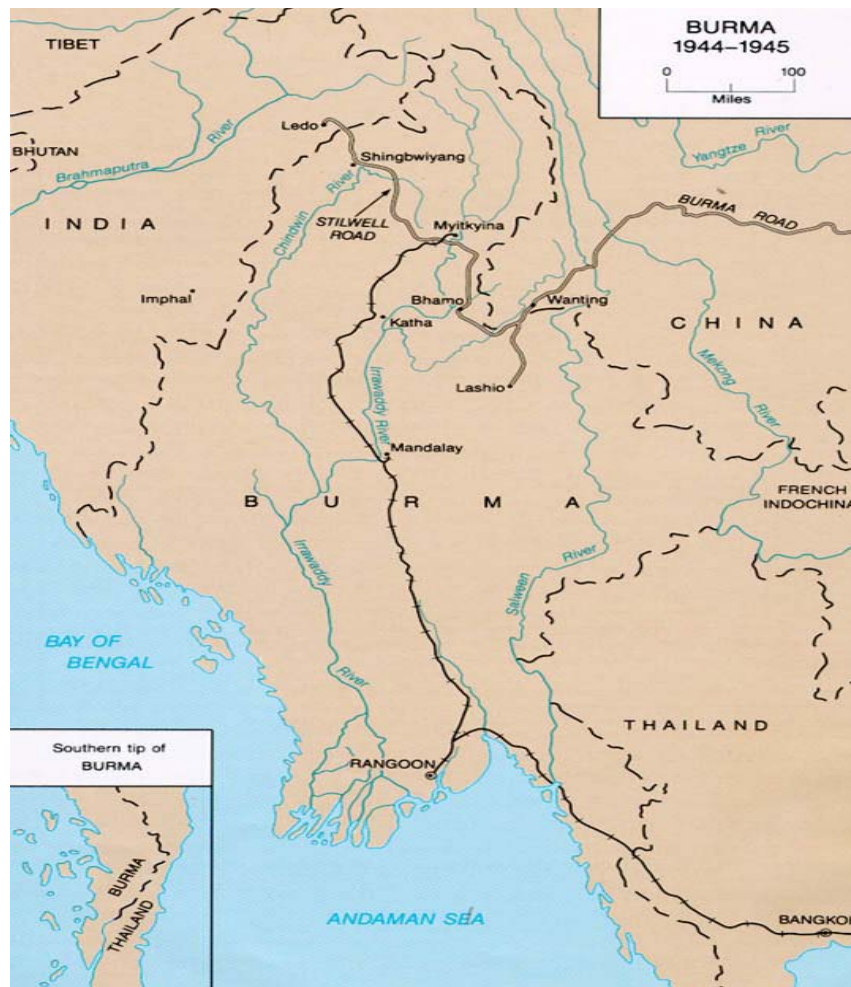 BURMA
1944–1945
0 100
Miles
TIBET
Yangtze River
Ledo
BHUTAN
Brahmaputra River
Shingbwiyang
INDIA
Chindwin River
STILWELL
ROAD
BURMA ROAD
Myitkyina
Imphal
Bhamo
Wanting
Katha
CHINA
Mekong River
Lashio
Irrawaddy River
Mandalay
FRENCH
INDOCHINA
BURMA
Irrawaddy River
Salween River
BAY OF
BENGAL
THAILAND
Southern tip of
BURMA
RANGOON
BURMA
THAILAND
ANDAMAN SEA
BANGKOK